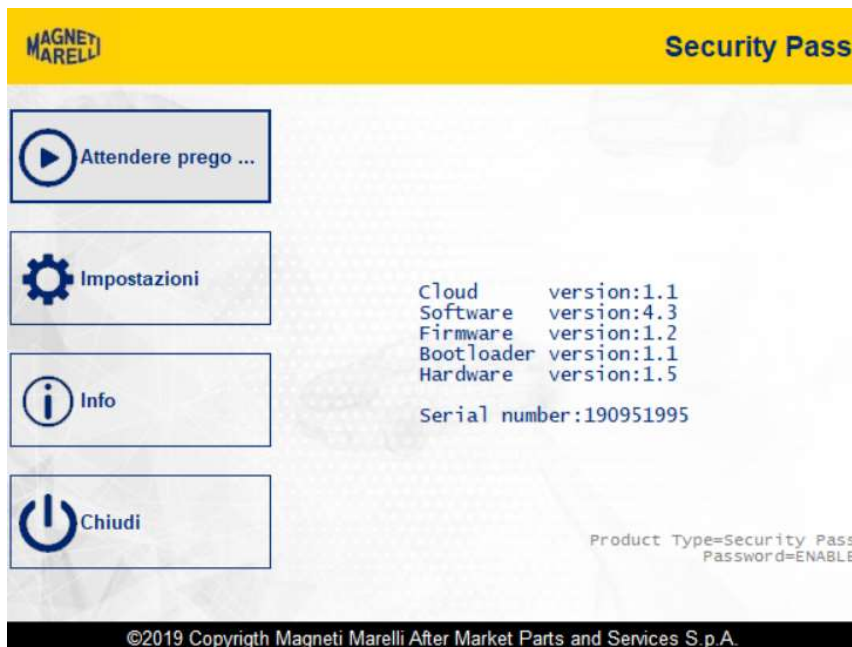 MAGNETI
MARELLI
Security Pass
Attendere prego ...
Impostazioni
Info
Chiudi
Cloud version:1.1
Software version:4.3
Firmware version:1.2
Bootloader version:1.1
Hardware version:1.5
Serial number:190951995
Product Type=Security Pass
Password=ENABLE
©2019 Copyrigth Magneti Marelli After Market Parts and Services S.p.A.